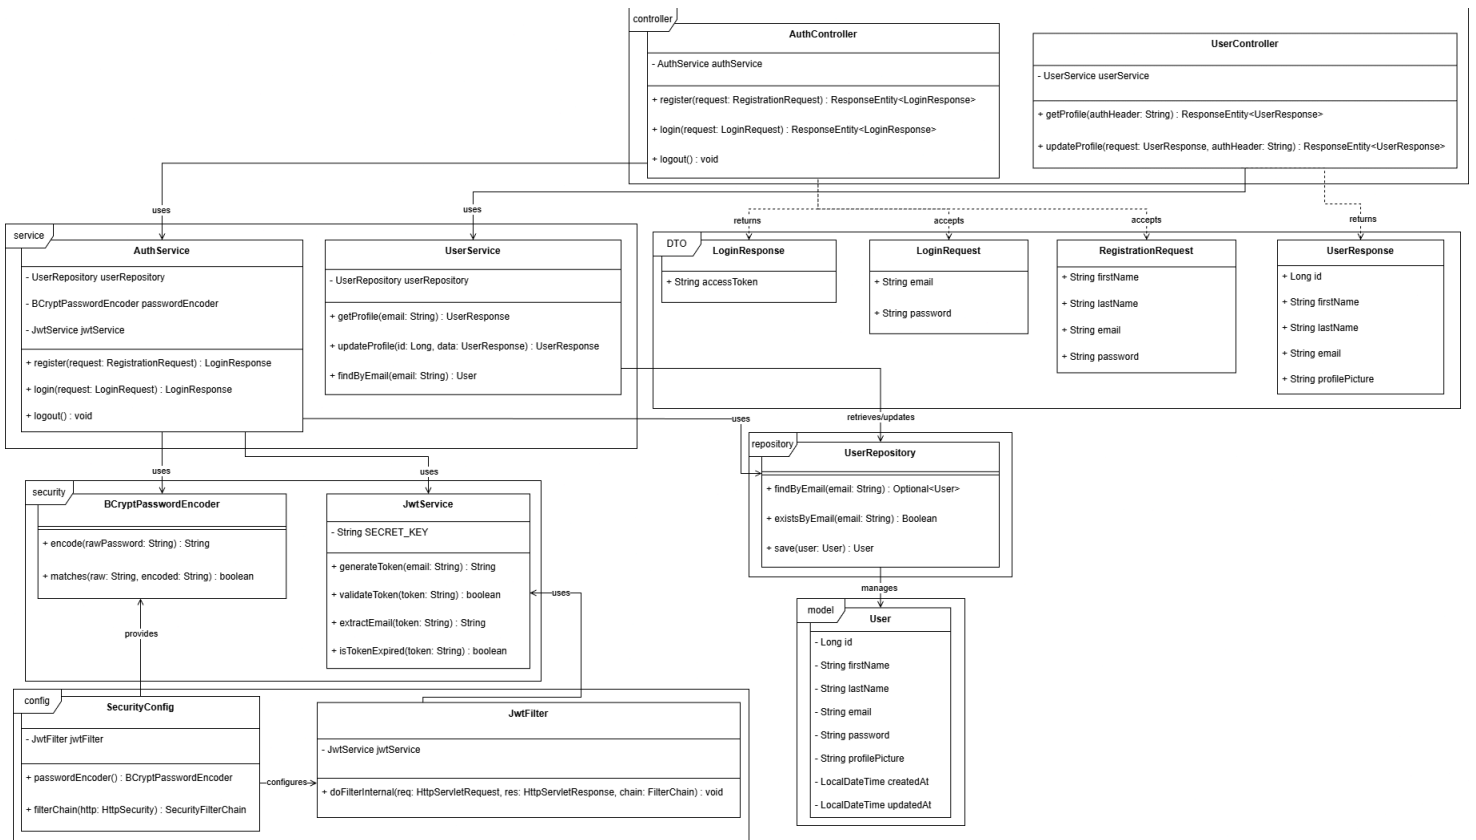 controller
AuthController
- AuthService authService
+ register(request: RegistrationRequest) : ResponseEntity<LoginResponse>
+ login(request: LoginRequest) : ResponseEntity<LoginResponse>
+ logout() : void
UserController
- UserService userService
+ getProfile(authHeader: String) : ResponseEntity<UserResponse>
+ updateProfile(request: UserResponse, authHeader: String) : ResponseEntity<UserResponse>
uses
uses
returns
accepts
accepts
returns
service
AuthService
- UserRepository userRepository
- BCryptPasswordEncoder passwordEncoder
- JwtService jwtService
+ register(request: RegistrationRequest) : LoginResponse
+ login(request: LoginRequest) : LoginResponse
+ logout() : void
UserService
- UserRepository userRepository
+ getProfile(email: String) : UserResponse
+ updateProfile(id: Long, data: UserResponse) : UserResponse
+ findByEmail(email: String) : User
DTO
LoginResponse
+ String accessToken
LoginRequest
+ String email
+ String password
RegistrationRequest
+ String firstName
+ String lastName
+ String email
+ String password
UserResponse
+ Long id
+ String firstName
+ String lastName
+ String email
+ String profilePicture
uses
retrieves/updates
uses
uses
repository
UserRepository
+ findByEmail(email: String) : Optional<User>
+ existsByEmail(email: String) : Boolean
+ save(user: User) : User
security
BCryptPasswordEncoder
+ encode(rawPassword: String) : String
+ matches(raw: String, encoded: String) : boolean
JwtService
- String SECRET_KEY
+ generateToken(email: String) : String
+ validateToken(token: String) : boolean
+ extractEmail(token: String) : String
+ isTokenExpired(token: String) : boolean
uses
manages
provides
model
User
- Long id
- String firstName
- String lastName
- String email
- String password
- String profilePicture
- LocalDateTime createdAt
- LocalDateTime updatedAt
config
SecurityConfig
- JwtFilter jwtFilter
+ passwordEncoder() : BCryptPasswordEncoder
+ filterChain(http: HttpSecurity) : SecurityFilterChain
configures
JwtFilter
- JwtService jwtService
+ doFilterInternal(req: HttpServletRequest, res: HttpServletResponse, chain: FilterChain) : void